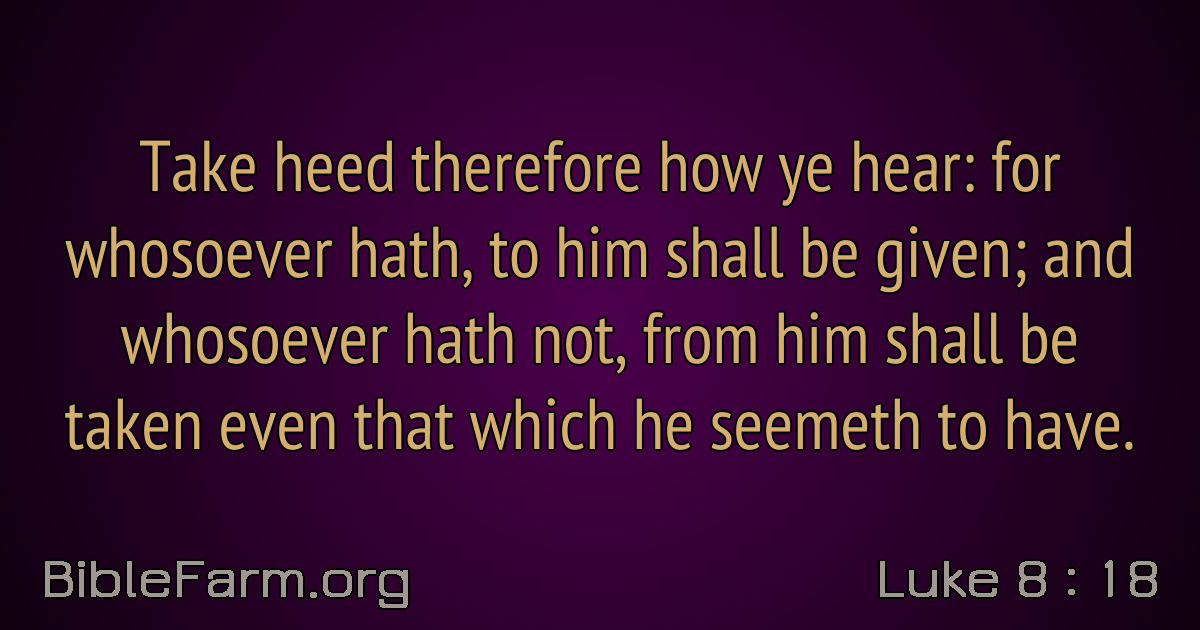 Take heed therefore how ye hear: for
whosoever hath, to him shall be given; and
whosoever hath not, from him shall be
taken even that which he seemeth to have.
BibleFarm.org
Luke 8 : 18